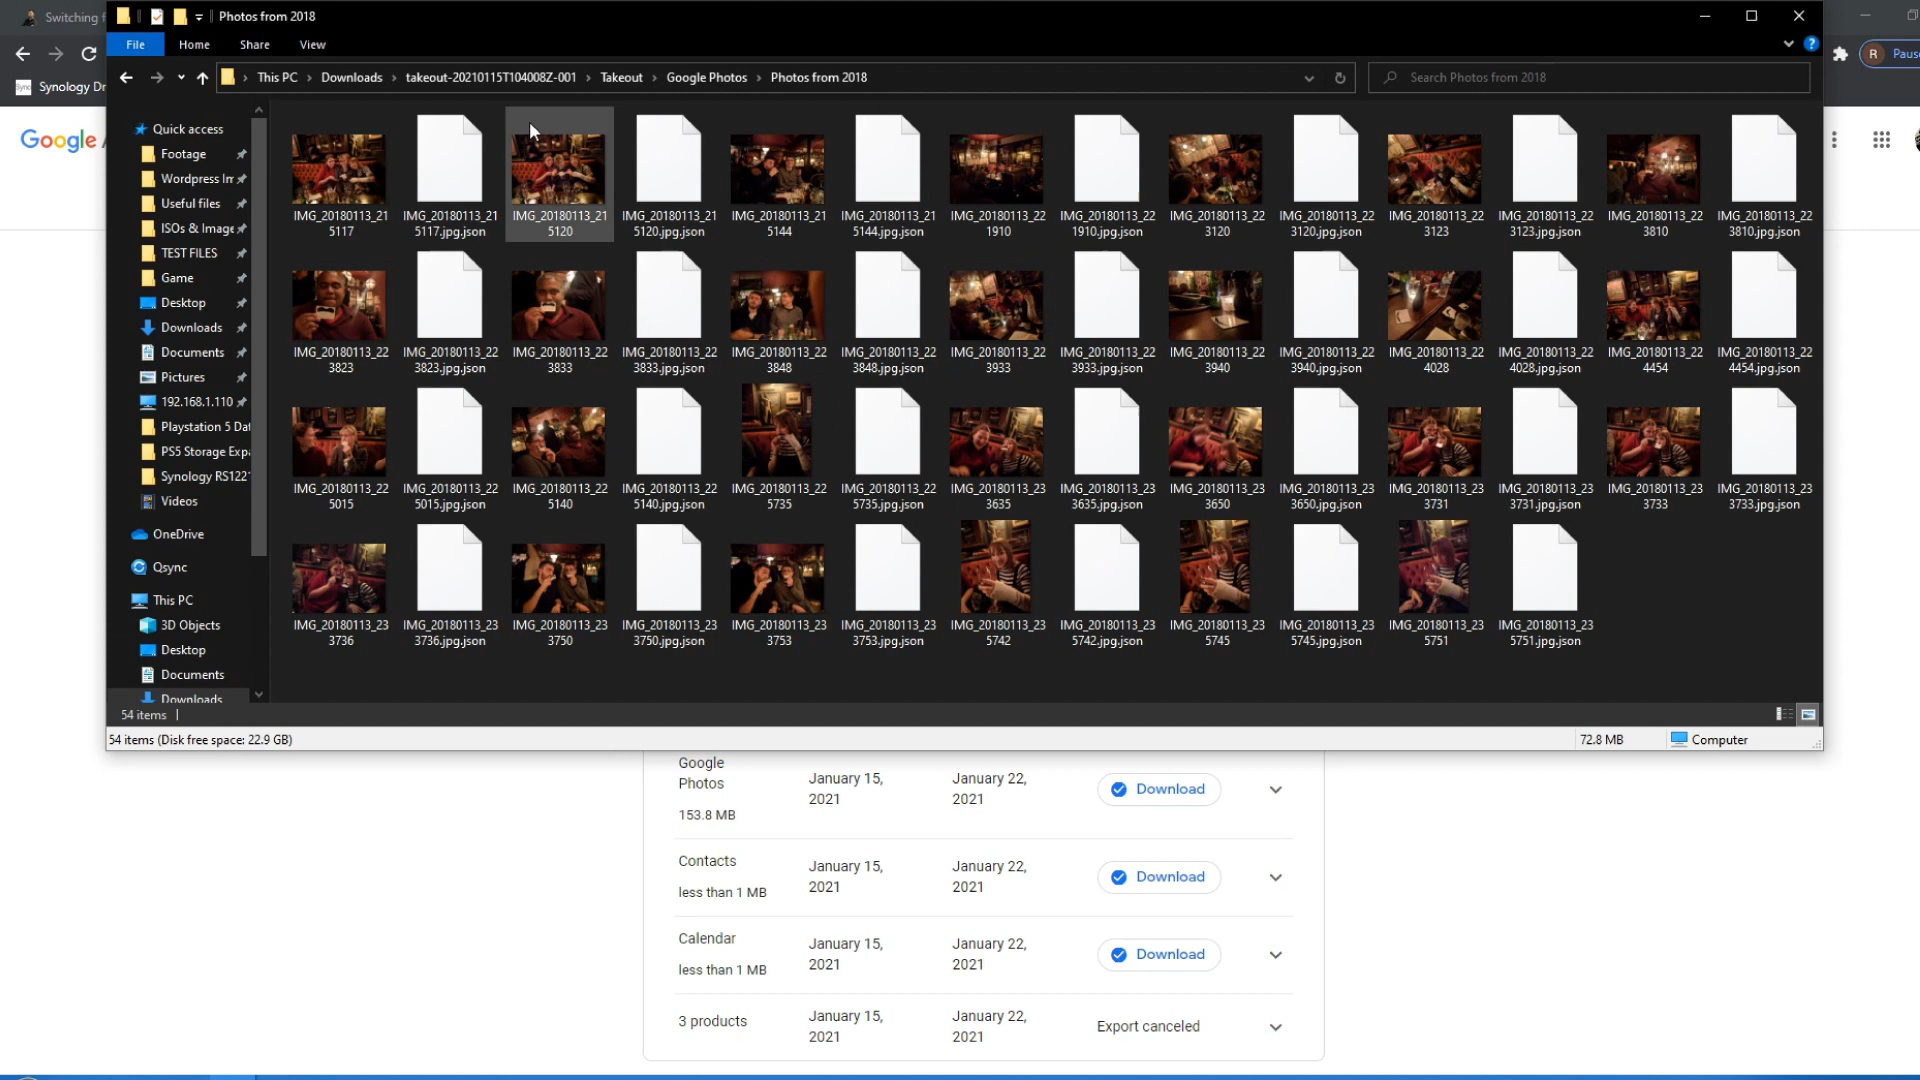 Switching f
Photos from 2018
File Home Share View
R Paus
This PC Downloads takeout-20210115T104008Z-001 Takeout Google Photos Photos from 2018
Search Photos from 2018
Synology Dr
Google
Quick access
Footage
Wordpress Im
Useful files
ISOs & Image
TEST FILES
Game
Desktop
Downloads
Documents
Pictures
192.168.1.110
Playstation 5 Dat
PS5 Storage Exp
Synology RS122
Videos
OneDrive
Qsync
This PC
3D Objects
Desktop
Documents
Downloads
IMG_20180113_21 IMG_20180113_21 IMG_20180113_21 IMG_20180113_21 IMG_20180113_21 IMG_20180113_21 IMG_20180113_22 IMG_20180113_22 IMG_20180113_22 IMG_20180113_22 IMG_20180113_22 IMG_20180113_22 IMG_20180113_22 IMG_20180113_22
5117 5117.jpg.json 5120 5120.jpg.json 5144 5144.jpg.json 1910 1910.jpg.json 3120 3120.jpg.json 3123 3123.jpg.json 3810 3810.jpg.json
IMG_20180113_22 IMG_20180113_22 IMG_20180113_22 IMG_20180113_22 IMG_20180113_22 IMG_20180113_22 IMG_20180113_22 IMG_20180113_22 IMG_20180113_22 IMG_20180113_22 IMG_20180113_22 IMG_20180113_22 IMG_20180113_22 IMG_20180113_22
3823 3823.jpg.json 3833 3833.jpg.json 3848 3848.jpg.json 3933 3933.jpg.json 3940 3940.jpg.json 4028 4028.jpg.json 4454 4454.jpg.json
IMG_20180113_22 IMG_20180113_22 IMG_20180113_22 IMG_20180113_22 IMG_20180113_22 IMG_20180113_22 IMG_20180113_23 IMG_20180113_23 IMG_20180113_23 IMG_20180113_23 IMG_20180113_23 IMG_20180113_23 IMG_20180113_23 IMG_20180113_23
5015 5015.jpg.json 5140 5140.jpg.json 5735 5735.jpg.json 3635 3635.jpg.json 3650 3650.jpg.json 3731 3731.jpg.json 3733 3733.jpg.json
IMG_20180113_23 IMG_20180113_23 IMG_20180113_23 IMG_20180113_23 IMG_20180113_23 IMG_20180113_23 IMG_20180113_23 IMG_20180113_23 IMG_20180113_23 IMG_20180113_23 IMG_20180113_23 IMG_20180113_23
3736 3736.jpg.json 3750 3750.jpg.json 3753 3753.jpg.json 5742 5742.jpg.json 5745 5745.jpg.json 5751 5751.jpg.json
54 items
54 items (Disk free space: 22.9 GB) 72.8 MB Computer
Google
Photos
153.8 MB
January 15,
2021
January 22,
2021
Download
Contacts
less than 1 MB
January 15,
2021
January 22,
2021
Download
Calendar
less than 1 MB
January 15,
2021
January 22,
2021
Download
3 products
January 15,
2021
January 22,
2021
Export canceled